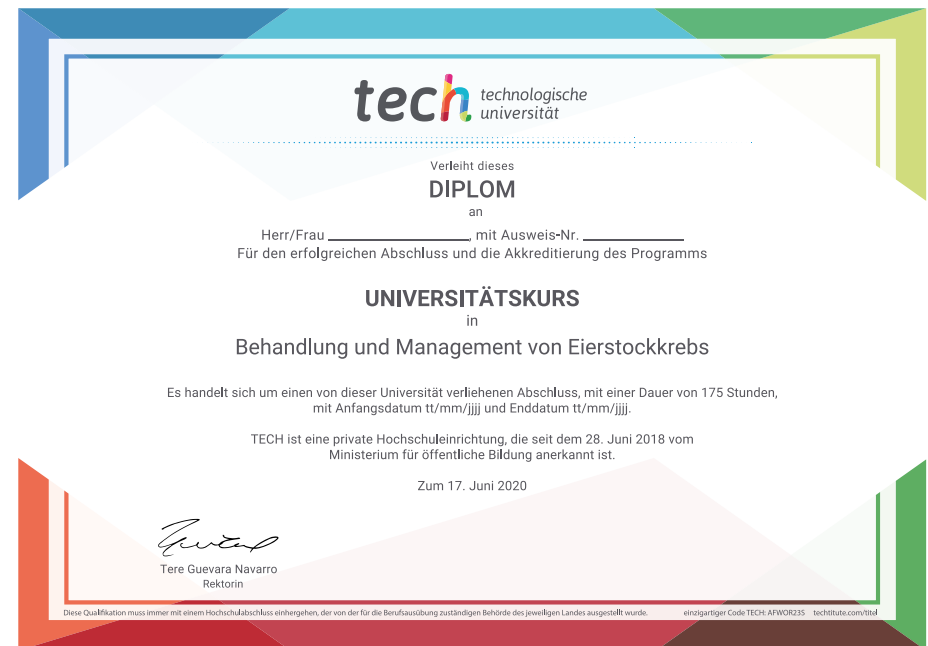 tech technologische
universität
Verleiht dieses
DIPLOM
an
Herr/Frau ____________________, mit Ausweis-Nr. ______________
Für den erfolgreichen Abschluss und die Akkreditierung des Programms
UNIVERSITÄTSKURS
in
Behandlung und Management von Eierstockkrebs
Es handelt sich um einen von dieser Universität verliehenen Abschluss, mit einer Dauer von 175 Stunden,
mit Anfangsdatum tt/mm/jjjj und Enddatum tt/mm/jjjj.
TECH ist eine private Hochschuleinrichtung, die seit dem 28. Juni 2018 vom
Ministerium für öffentliche Bildung anerkannt ist.
Zum 17. Juni 2020
Tere Guevara Navarro
Rektorin
Diese Qualifikation muss immer mit einem Hochschulabschluss einhergehen, der von der für die Berufsausübung zuständigen Behörde des jeweiligen Landes ausgestellt wurde. einzigartiger Code TECH: AFWOR23S techtitute.com/titel